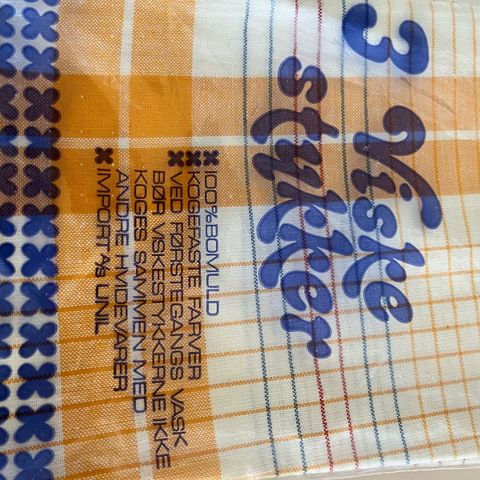 3 Viske
stykker
100% BOMULD
KOGEFASTE FARVER
VED FØRSTEGANGS VASK
BØR VISKESTYKKERNE IKKE
KOGES SAMMEN MED
ANDRE HVIDEVARER
IMPORT A/S UNIL